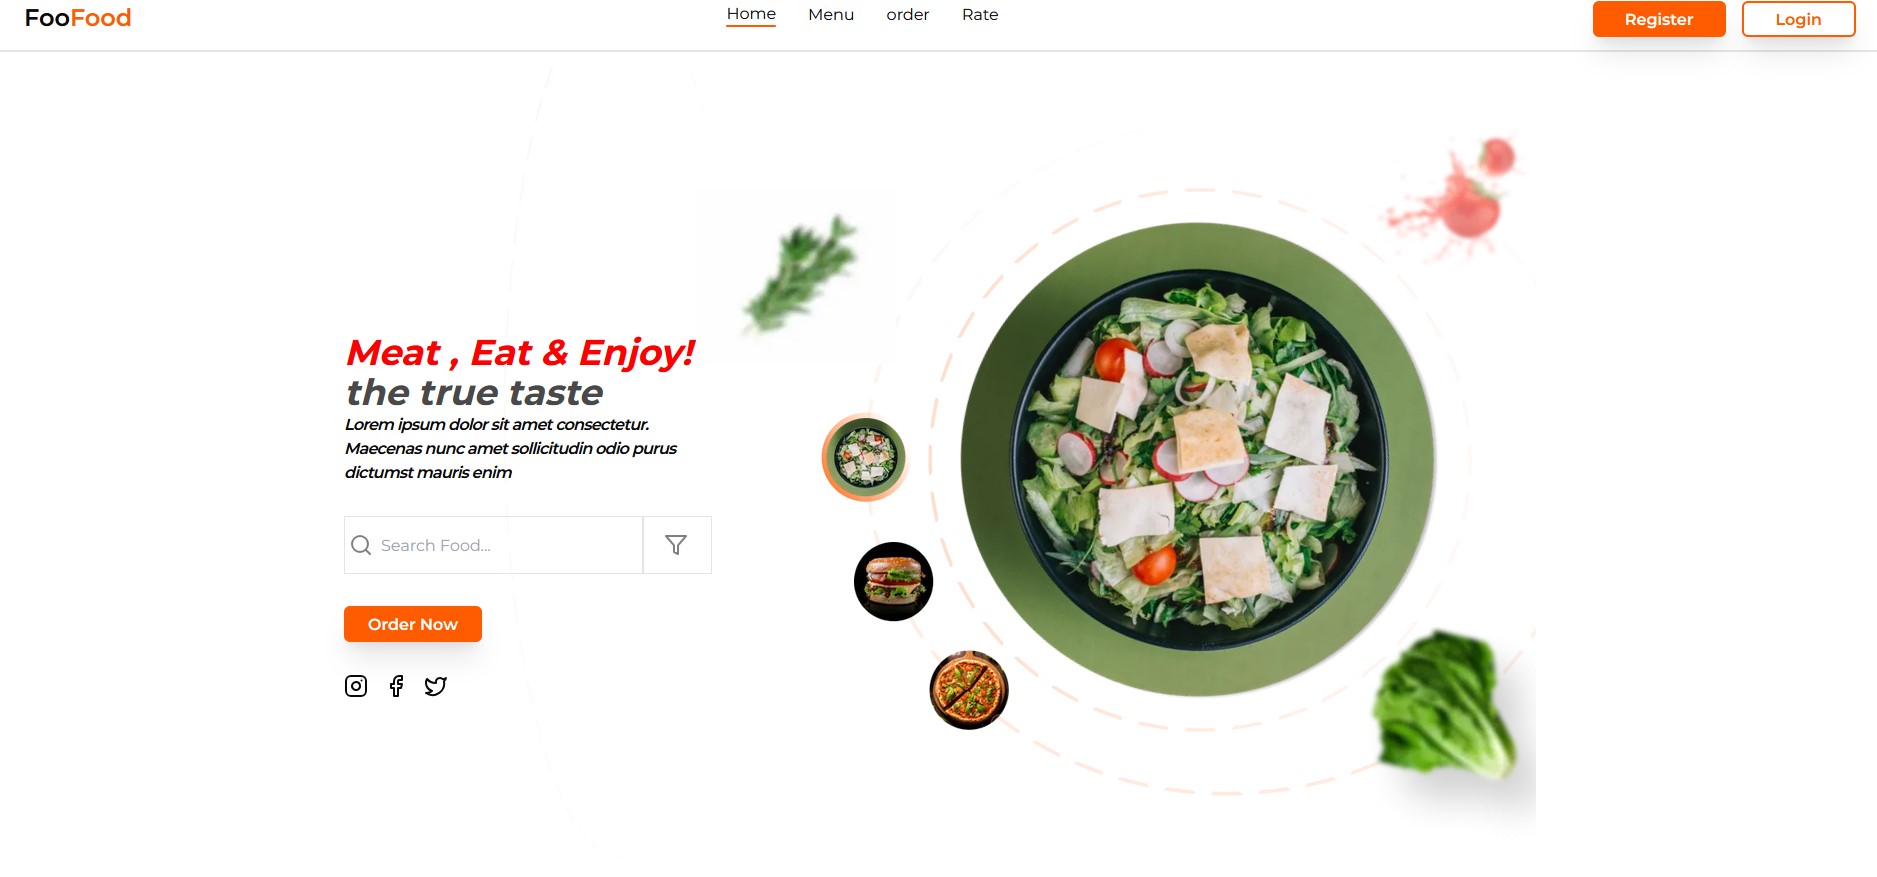 FooFood
Home
Menu
order
Rate
Register
Login
Meat , Eat & Enjoy!
the true taste
Lorem ipsum dolor sit amet consectetur.
Maecenas nunc amet sollicitudin odio purus
dictumst mauris enim
Search Food...
Order Now